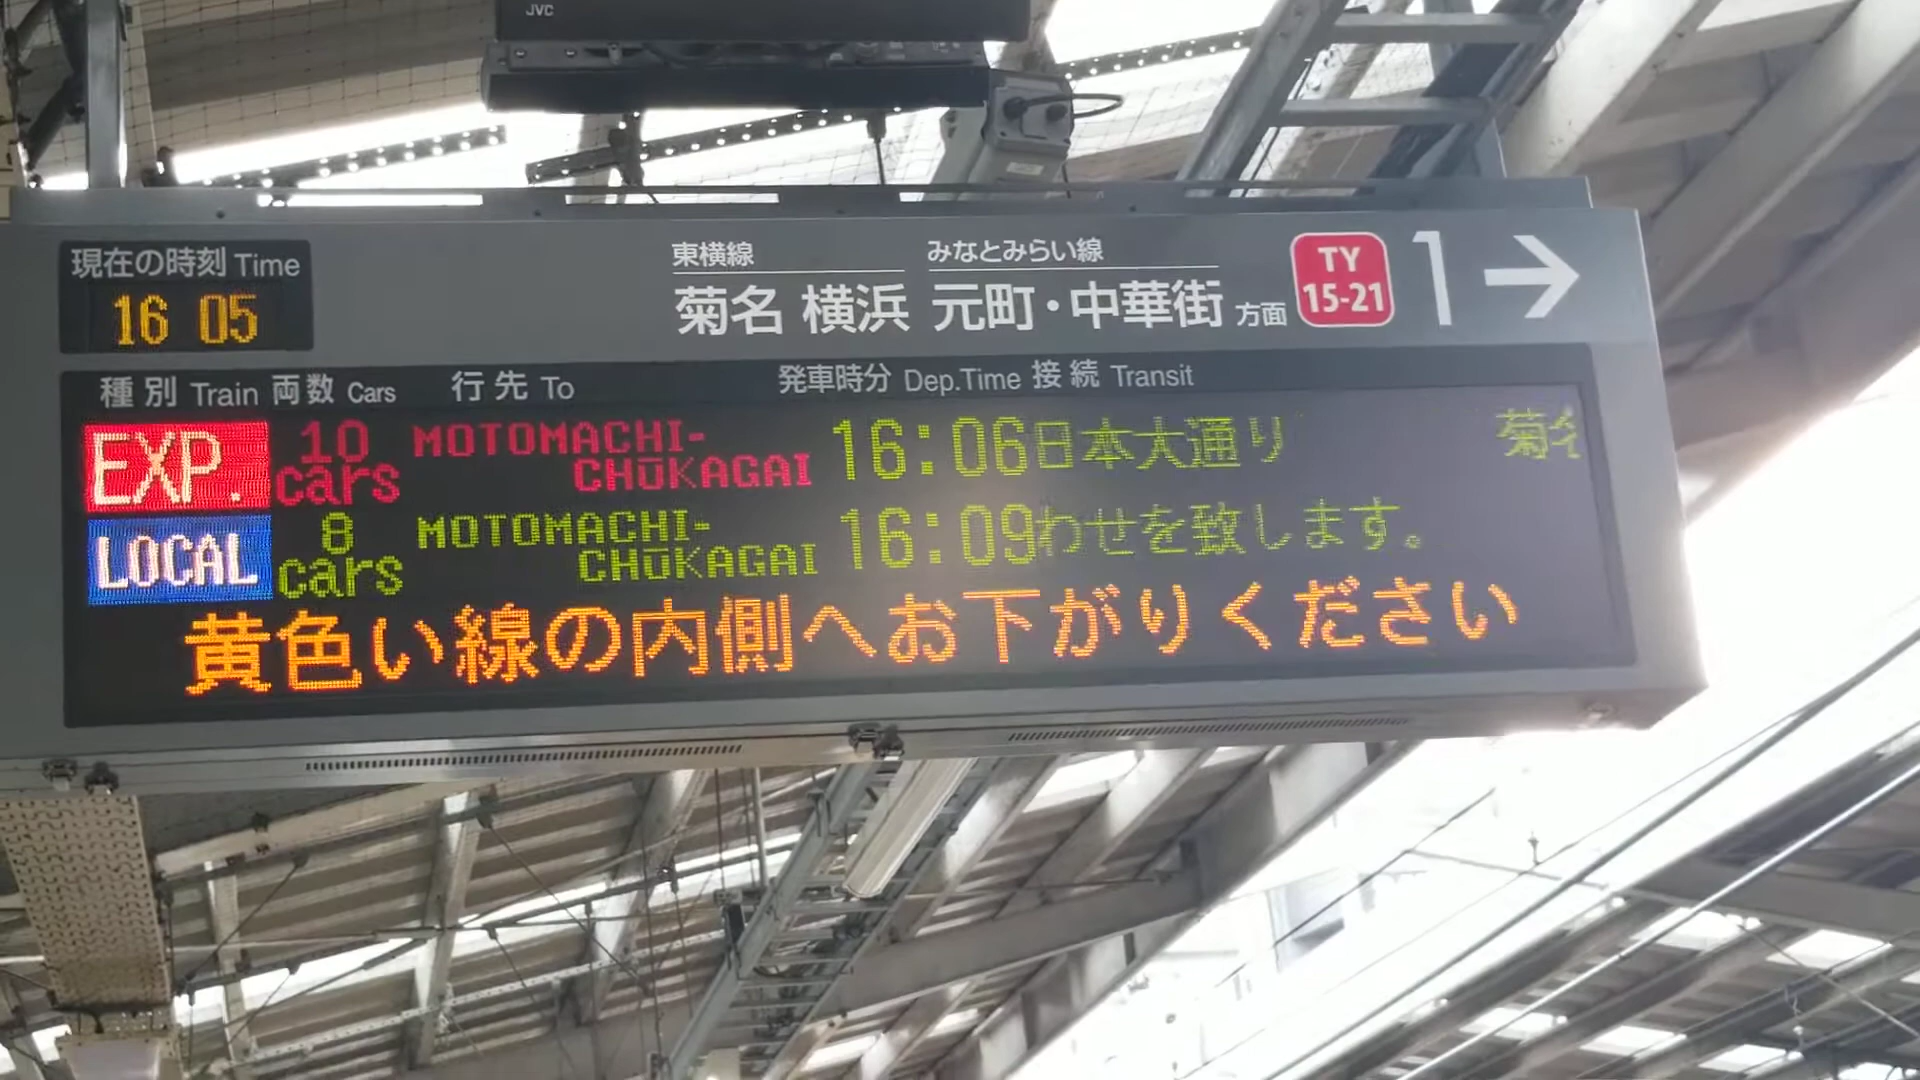 JVC
現在の時刻 Time
16 05
東横線 みなとみらい線
菊名 横浜 元町・中華街 方面 TY 15-21 1 →
種別 Train 両数 Cars 行先 To 発車時分 Dep.Time 接続 Transit
EXP. 10 cars MOTOMACHI-CHŪKAGAI 16:06 日本大通り 菊
LOCAL 8 cars MOTOMACHI-CHŪKAGAI 16:09 わせを致します。
黄色い線の内側へお下がりください